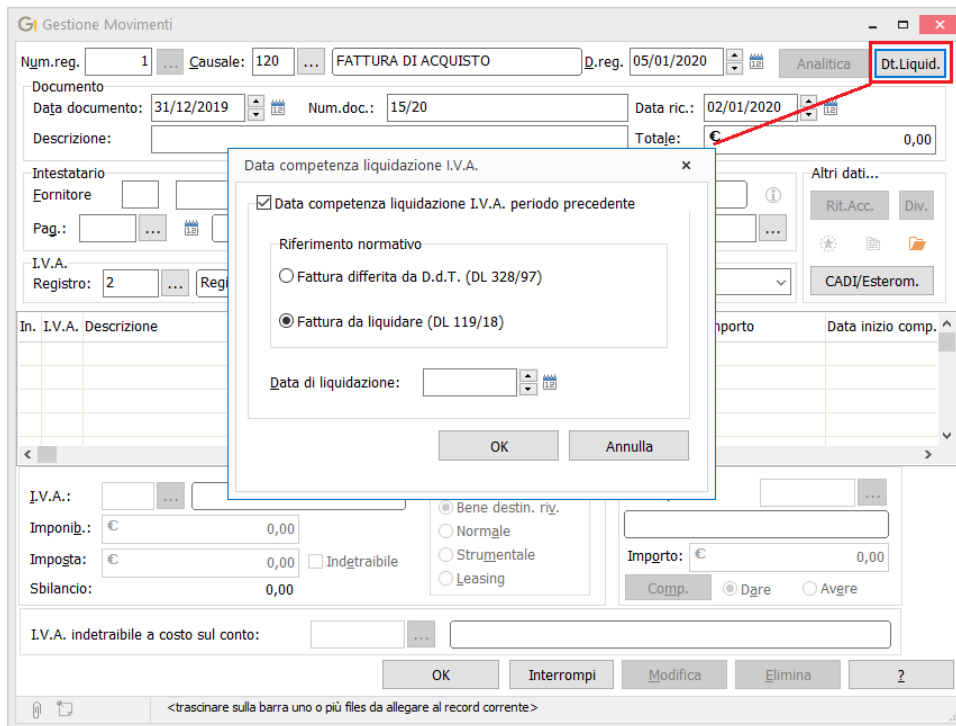 Gestione Movimenti
Num.reg. 1 ... Causale: 120 ... FATTURA DI ACQUISTO D.reg. 05/01/2020 Analitica Dt.Liquid.
Documento
Data documento: 31/12/2019 Num.doc.: 15/20 Data ric.: 02/01/2020
Descrizione: Totale: € 0,00
Intestatario
Fornitore
Pag.: ...
I.V.A.
Registro: 2 ...
Altri dati...
Rit.Acc. Div.
CADI/Esterom.
Data competenza liquidazione I.V.A.
Data competenza liquidazione I.V.A. periodo precedente
Riferimento normativo
Fattura differita da D.d.T. (DL 328/97)
Fattura da liquidare (DL 119/18)
Data di liquidazione:
OK Annulla
In. I.V.A. Descrizione Data inizio comp.
I.V.A.: ...
Imponib.: € 0,00
Imposta: € 0,00 Indetraibile
Sbilancio: 0,00
Bene destin. riv.
Normale
Strumentale
Leasing
...
Importo: € 0,00
Comp. Dare Avere
I.V.A. indetraibile a costo sul conto: ...
OK Interrompi Modifica Elimina ?
<trascinare sulla barra uno o più files da allegare al record corrente>